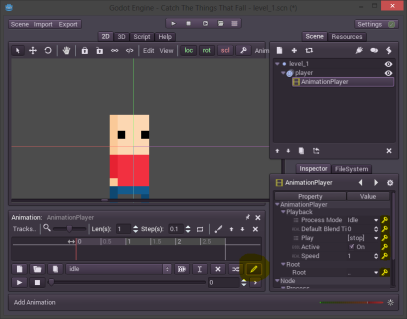 Godot Engine - Catch The Things That Fall - level_1.scn (*)
Scene Import Export
Settings
2D 3D Script Help
Scene Resources
Edit View loc rot scl Anim
level_1
player
AnimationPlayer
Inspector FileSystem
AnimationPlayer
Property Value
AnimationPlayer
Playback
Process Mode Idle
Default Blend Ti 0
Play [stop]
Active On
Speed 1
Root
Root ..
Node
Process
Animation: AnimationPlayer
Tracks.. Len(s): 1 Step(s): 0.1
0 0.5 1 1.5 2 2.5
idle
0
Add Animation